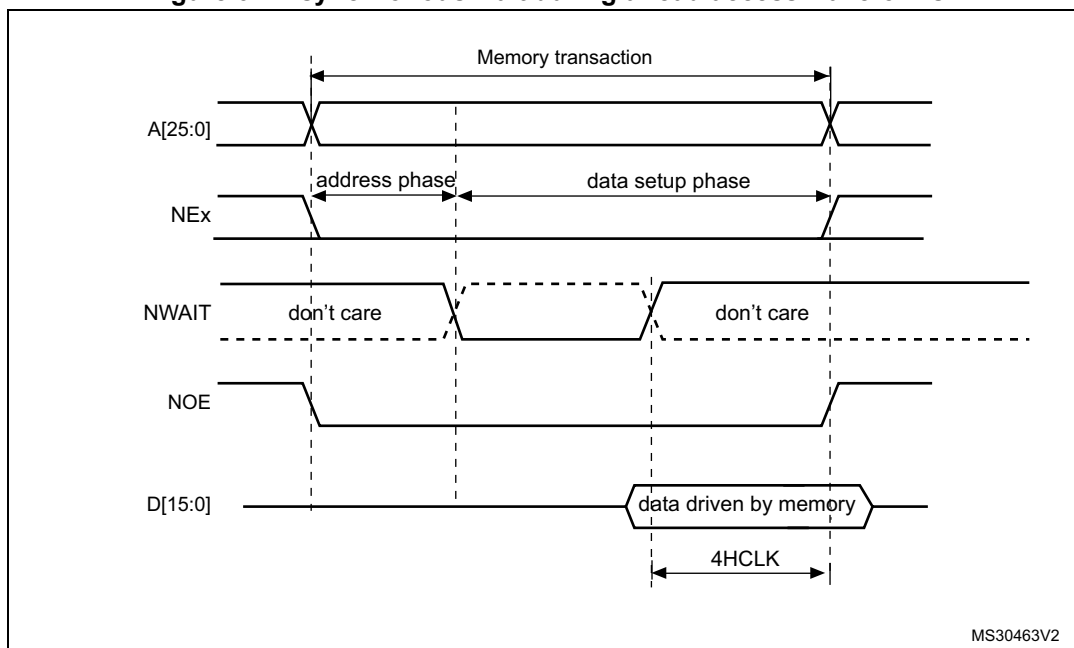 Memory transaction
A[25:0]
address phase
data setup phase
NEx
NWAIT
don't care
don't care
NOE
D[15:0]
data driven by memory
4HCLK
MS30463V2